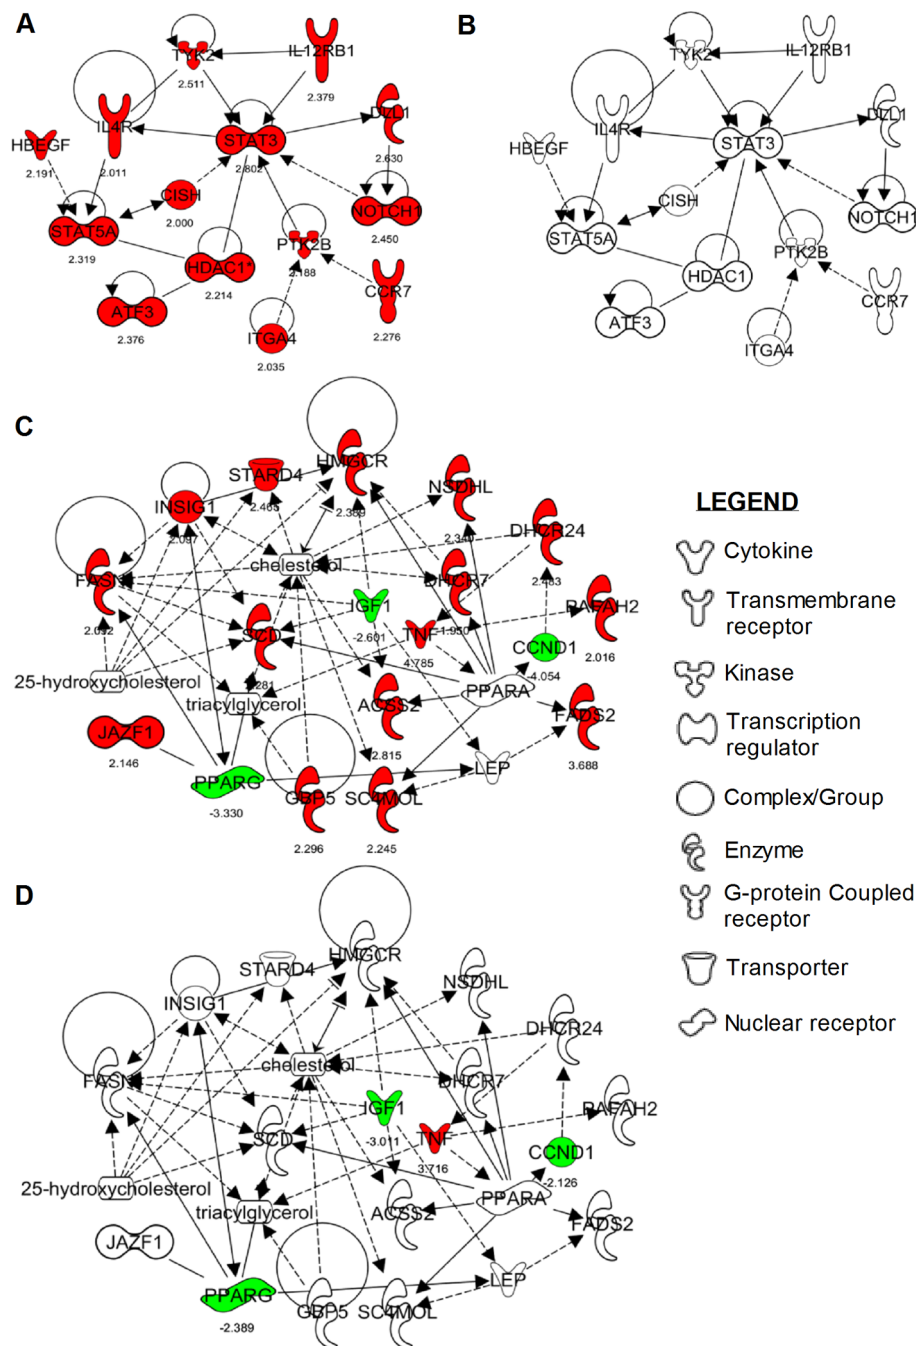 A
TYK2
2.511
IL12RB1
2.379
IL4R
2.011
DLL1
2.630
HBEGF
2.191
STAT3
2.802
CISH
2.000
NOTCH1
2.450
STAT5A
2.319
PTK2B
2.188
HDAC1*
2.214
CCR7
2.276
ATF3
2.376
ITGA4
2.035
B
TYK2
IL12RB1
IL4R
DLL1
HBEGF
STAT3
CISH
NOTCH1
STAT5A
PTK2B
HDAC1
CCR7
ATF3
ITGA4
C
HMGCR
2.389
STARD4
2.468
NSDHL
2.340
INSIG1
2.097
DHCR24
2.483
cholesterol
FASN
2.032
DHCR7
-1.950
IGF1
-2.601
PAFAH2
2.016
TNF
4.785
SCD
2.281
CCND1
-4.054
25-hydroxycholesterol
PPARA
triacylglycerol
ACSS2
2.815
FADS2
3.688
JAZF1
2.146
LEP
PPARG
-3.330
GBP5
2.296
SC4MOL
2.245
LEGEND
Cytokine
Transmembrane
receptor
Kinase
Transcription
regulator
Complex/Group
Enzyme
G-protein Coupled
receptor
Transporter
Nuclear receptor
D
HMGCR
STARD4
NSDHL
INSIG1
DHCR24
cholesterol
FASN
DHCR7
IGF1
-3.011
PAFAH2
TNF
3.716
SCD
CCND1
-2.126
25-hydroxycholesterol
PPARA
triacylglycerol
ACSS2
FADS2
JAZF1
LEP
PPARG
-2.389
GBP5
SC4MOL